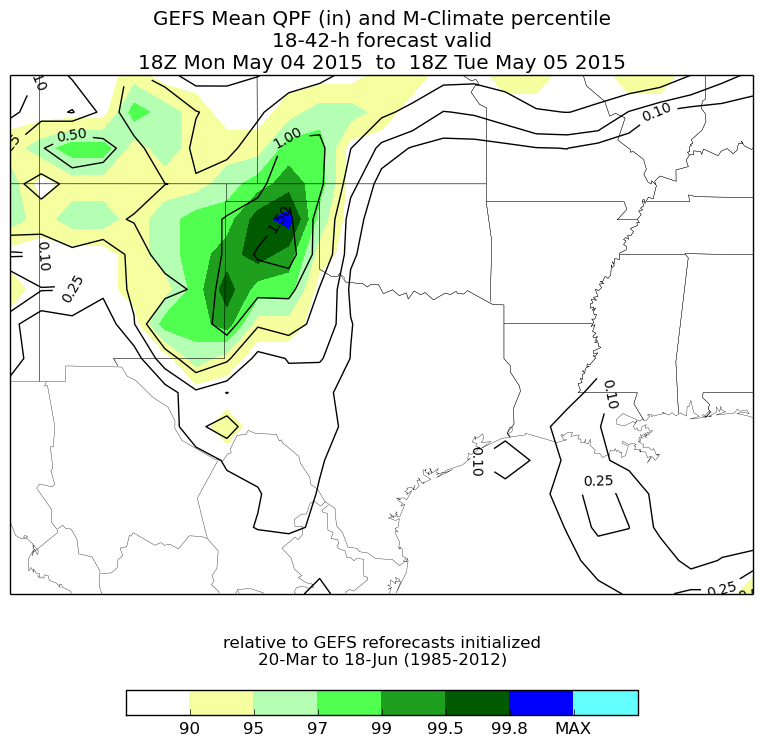 GEFS Mean QPF (in) and M-Climate percentile
18-42-h forecast valid
18Z Mon May 04 2015  to  18Z Tue May 05 2015
0.50
1.00
0.10
1.50
0.10
0.25
0.10
0.10
0.25
0.25
relative to GEFS reforecasts initialized
20-Mar to 18-Jun (1985-2012)
90 95 97 99 99.5 99.8 MAX